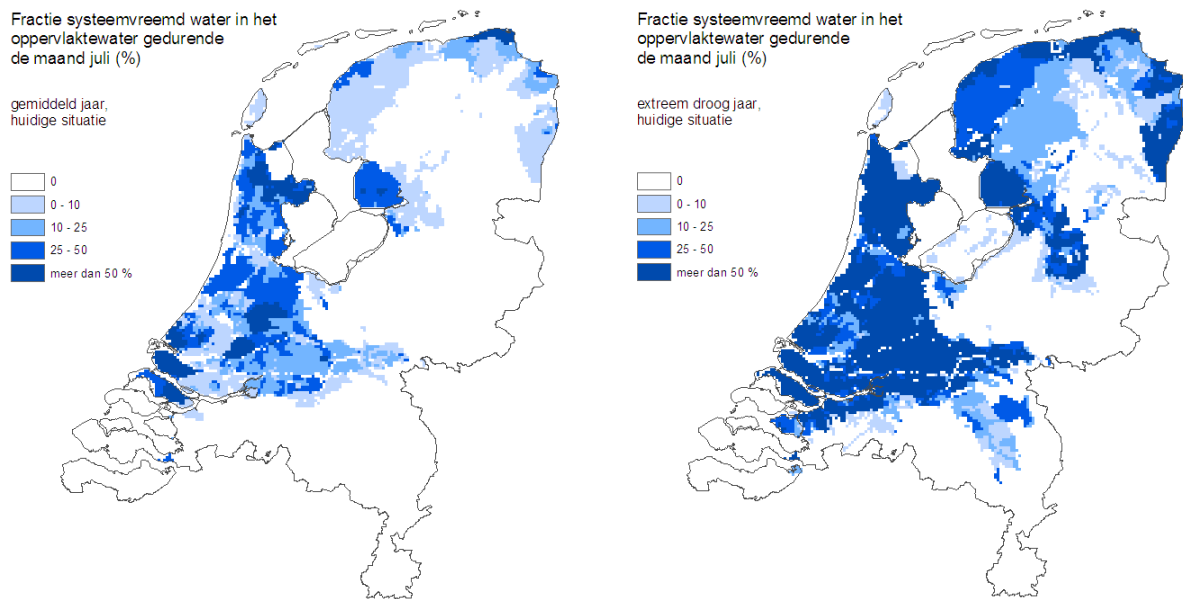 Fractie systeemvreemd water in het
oppervlaktewater gedurende
de maand juli (%)
gemiddeld jaar,
huidige situatie
0
0 - 10
10 - 25
25 - 50
meer dan 50 %
Fractie systeemvreemd water in het
oppervlaktewater gedurende
de maand juli (%)
extreem droog jaar,
huidige situatie
0
0 - 10
10 - 25
25 - 50
meer dan 50 %